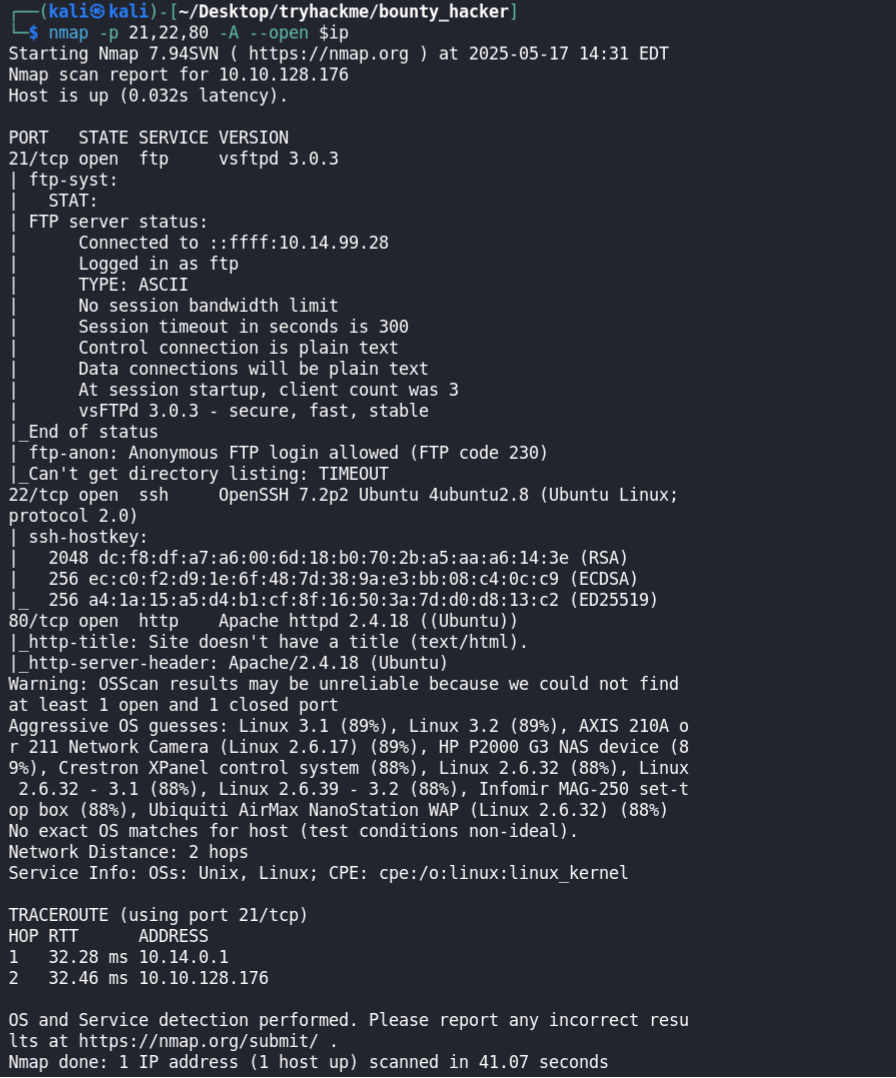 ┌──(kali㉿kali)-[~/Desktop/tryhackme/bounty_hacker]
└─$ nmap -p 21,22,80 -A --open $ip
Starting Nmap 7.94SVN ( https://nmap.org ) at 2025-05-17 14:31 EDT
Nmap scan report for 10.10.128.176
Host is up (0.032s latency).

PORT   STATE SERVICE VERSION
21/tcp open  ftp     vsftpd 3.0.3
| ftp-syst:
|   STAT:
| FTP server status:
|      Connected to ::ffff:10.14.99.28
|      Logged in as ftp
|      TYPE: ASCII
|      No session bandwidth limit
|      Session timeout in seconds is 300
|      Control connection is plain text
|      Data connections will be plain text
|      At session startup, client count was 3
|      vsFTPd 3.0.3 - secure, fast, stable
|_End of status
| ftp-anon: Anonymous FTP login allowed (FTP code 230)
|_Can't get directory listing: TIMEOUT
22/tcp open  ssh     OpenSSH 7.2p2 Ubuntu 4ubuntu2.8 (Ubuntu Linux;
protocol 2.0)
| ssh-hostkey:
|   2048 dc:f8:df:a7:a6:00:6d:18:b0:70:2b:a5:aa:a6:14:3e (RSA)
|   256 ec:c0:f2:d9:1e:6f:48:7d:38:9a:e3:bb:08:c4:0c:c9 (ECDSA)
|_  256 a4:1a:15:a5:d4:b1:cf:8f:16:50:3a:7d:d0:d8:13:c2 (ED25519)
80/tcp open  http    Apache httpd 2.4.18 ((Ubuntu))
|_http-title: Site doesn't have a title (text/html).
|_http-server-header: Apache/2.4.18 (Ubuntu)
Warning: OSScan results may be unreliable because we could not find
at least 1 open and 1 closed port
Aggressive OS guesses: Linux 3.1 (89%), Linux 3.2 (89%), AXIS 210A o
r 211 Network Camera (Linux 2.6.17) (89%), HP P2000 G3 NAS device (8
9%), Crestron XPanel control system (88%), Linux 2.6.32 (88%), Linux
 2.6.32 - 3.1 (88%), Linux 2.6.39 - 3.2 (88%), Infomir MAG-250 set-t
op box (88%), Ubiquiti AirMax NanoStation WAP (Linux 2.6.32) (88%)
No exact OS matches for host (test conditions non-ideal).
Network Distance: 2 hops
Service Info: OSs: Unix, Linux; CPE: cpe:/o:linux:linux_kernel

TRACEROUTE (using port 21/tcp)
HOP RTT      ADDRESS
1   32.28 ms 10.14.0.1
2   32.46 ms 10.10.128.176

OS and Service detection performed. Please report any incorrect resu
lts at https://nmap.org/submit/ .
Nmap done: 1 IP address (1 host up) scanned in 41.07 seconds